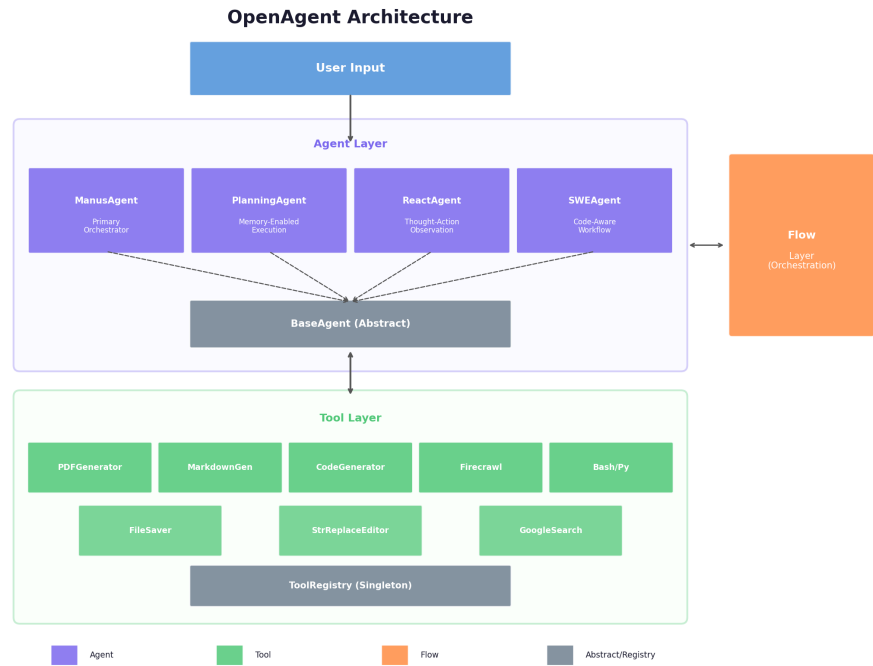 OpenAgent Architecture
User Input
Agent Layer
ManusAgent
Primary
Orchestrator
PlanningAgent
Memory-Enabled
Execution
ReactAgent
Thought-Action
Observation
SWEAgent
Code-Aware
Workflow
Flow
Layer
(Orchestration)
BaseAgent (Abstract)
Tool Layer
PDFGenerator
MarkdownGen
CodeGenerator
Firecrawl
Bash/Py
FileSaver
StrReplaceEditor
GoogleSearch
ToolRegistry (Singleton)
Agent
Tool
Flow
Abstract/Registry